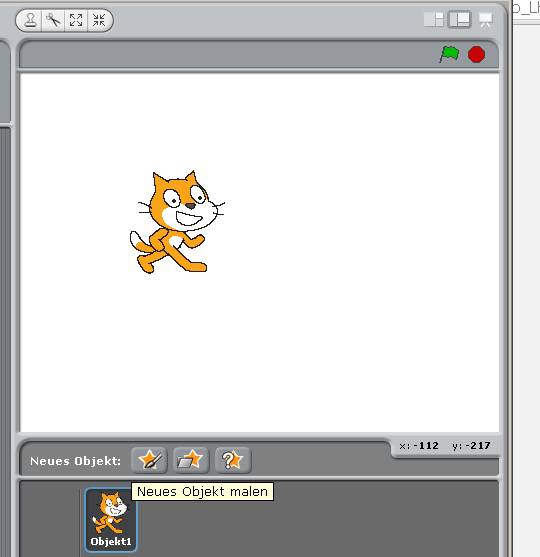 x: -112 y: -217
Neues Objekt:
Neues Objekt malen
Objekt1